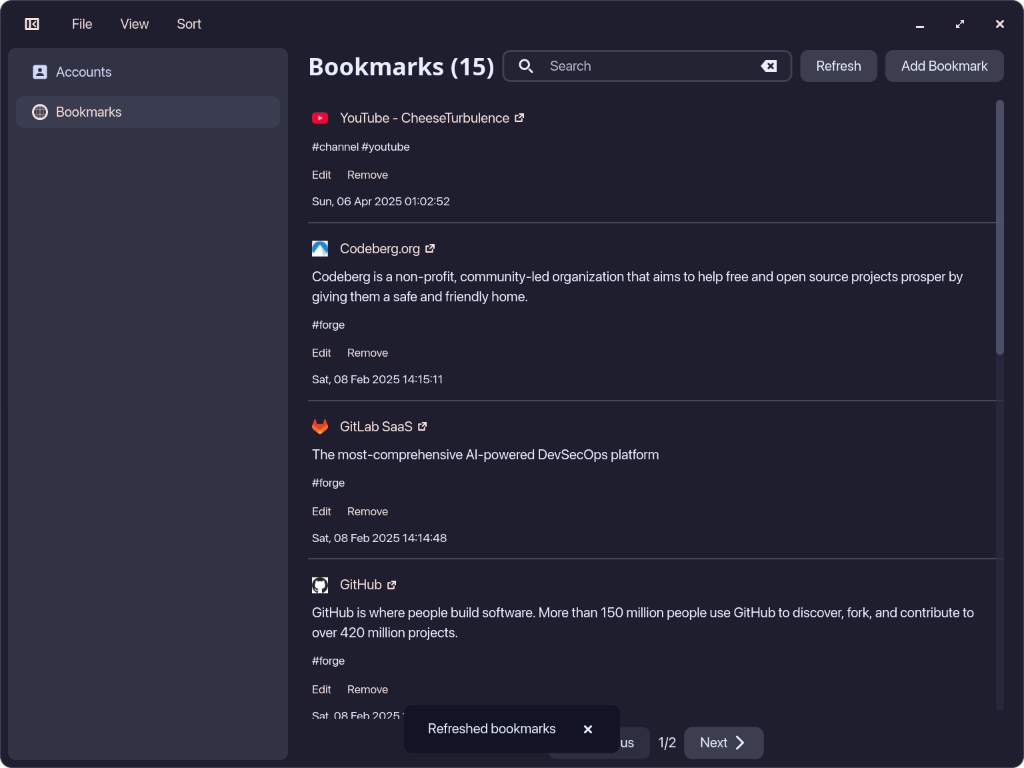 File View Sort
Accounts
Bookmarks
Bookmarks (15)
Search
Refresh
Add Bookmark
YouTube - CheeseTurbulence
#channel #youtube
Edit Remove
Sun, 06 Apr 2025 01:02:52
Codeberg.org
Codeberg is a non-profit, community-led organization that aims to help free and open source projects prosper by
giving them a safe and friendly home.
#forge
Edit Remove
Sat, 08 Feb 2025 14:15:11
GitLab SaaS
The most-comprehensive AI-powered DevSecOps platform
#forge
Edit Remove
Sat, 08 Feb 2025 14:14:48
GitHub
GitHub is where people build software. More than 150 million people use GitHub to discover, fork, and contribute to
over 420 million projects.
#forge
Edit Remove
Sat, 08 Feb 2025
Refreshed bookmarks
1/2
Next